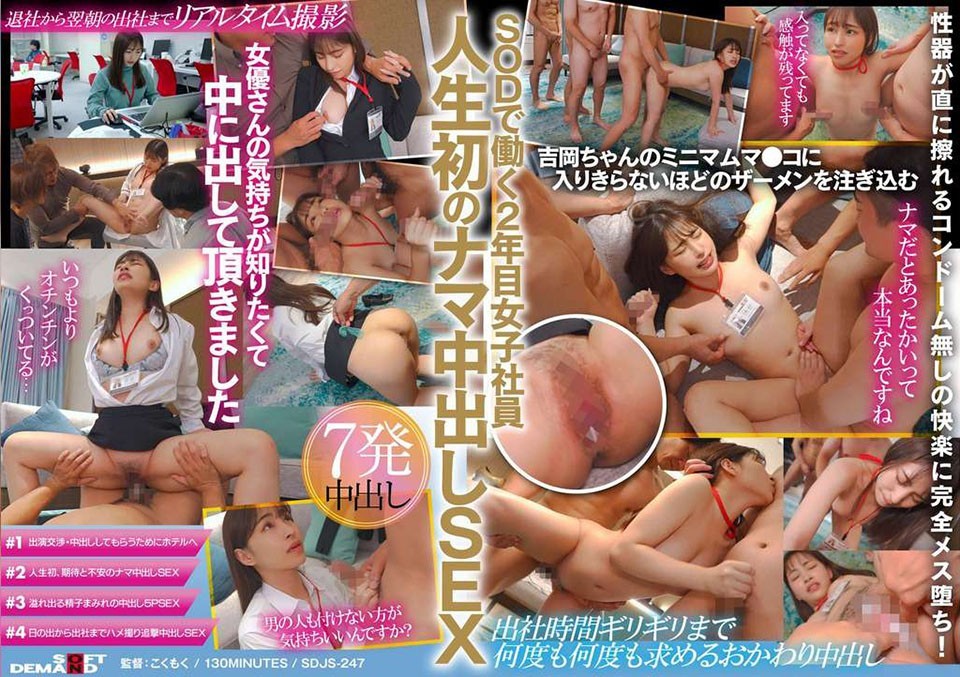 退社から翌朝の出社までリアルタイム撮影
女優さんの気持ちが知りたくて
中に出して頂きました
いつもより
オチンチンが
くっついてる…
#1 出演交渉・中出ししてもらうためにホテルへ
#2 人生初、期待と不安のナマ中出しSEX
#3 溢れ出る精子まみれの中出し5PSEX
#4 日の出から出社までハメ撮り追撃中出しSEX
SOFT
ON
DEMAND
監督：こくもく / 130MINUTES / SDJS-247
7発
中出し
男の人も付けない方が
気持ちいいんですか?
SODで働く2年目女子社員
人生初のナマ中出しSEX
入ってなくても
感触が残ってます
吉岡ちゃんのミニマムマ●コに
入りきらないほどのザーメンを注ぎ込む
ナマだとあったかいって
本当なんですね
性器が直に擦れるコンドーム無しの快楽に完全メス堕ち!
出社時間ギリギリまで
何度も何度も求めるおかわり中出し